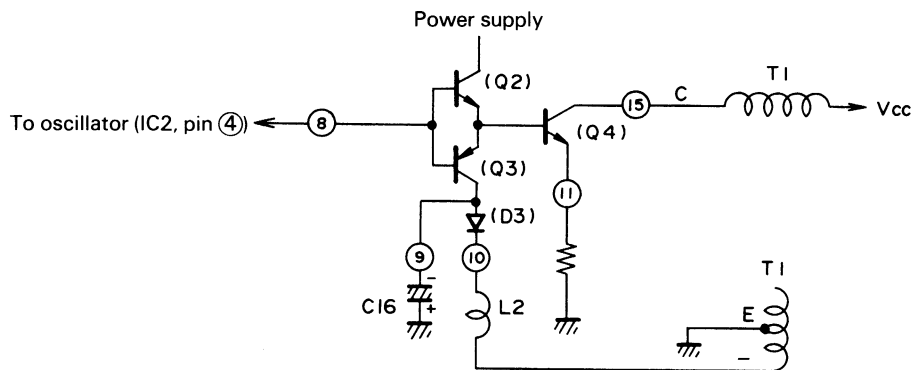 Power supply
(Q2)
T1
15
C
Vcc
To oscillator (IC2, pin ④)
8
(Q4)
(Q3)
11
(D3)
9
10
T1
−
C16
+
L2
E
−